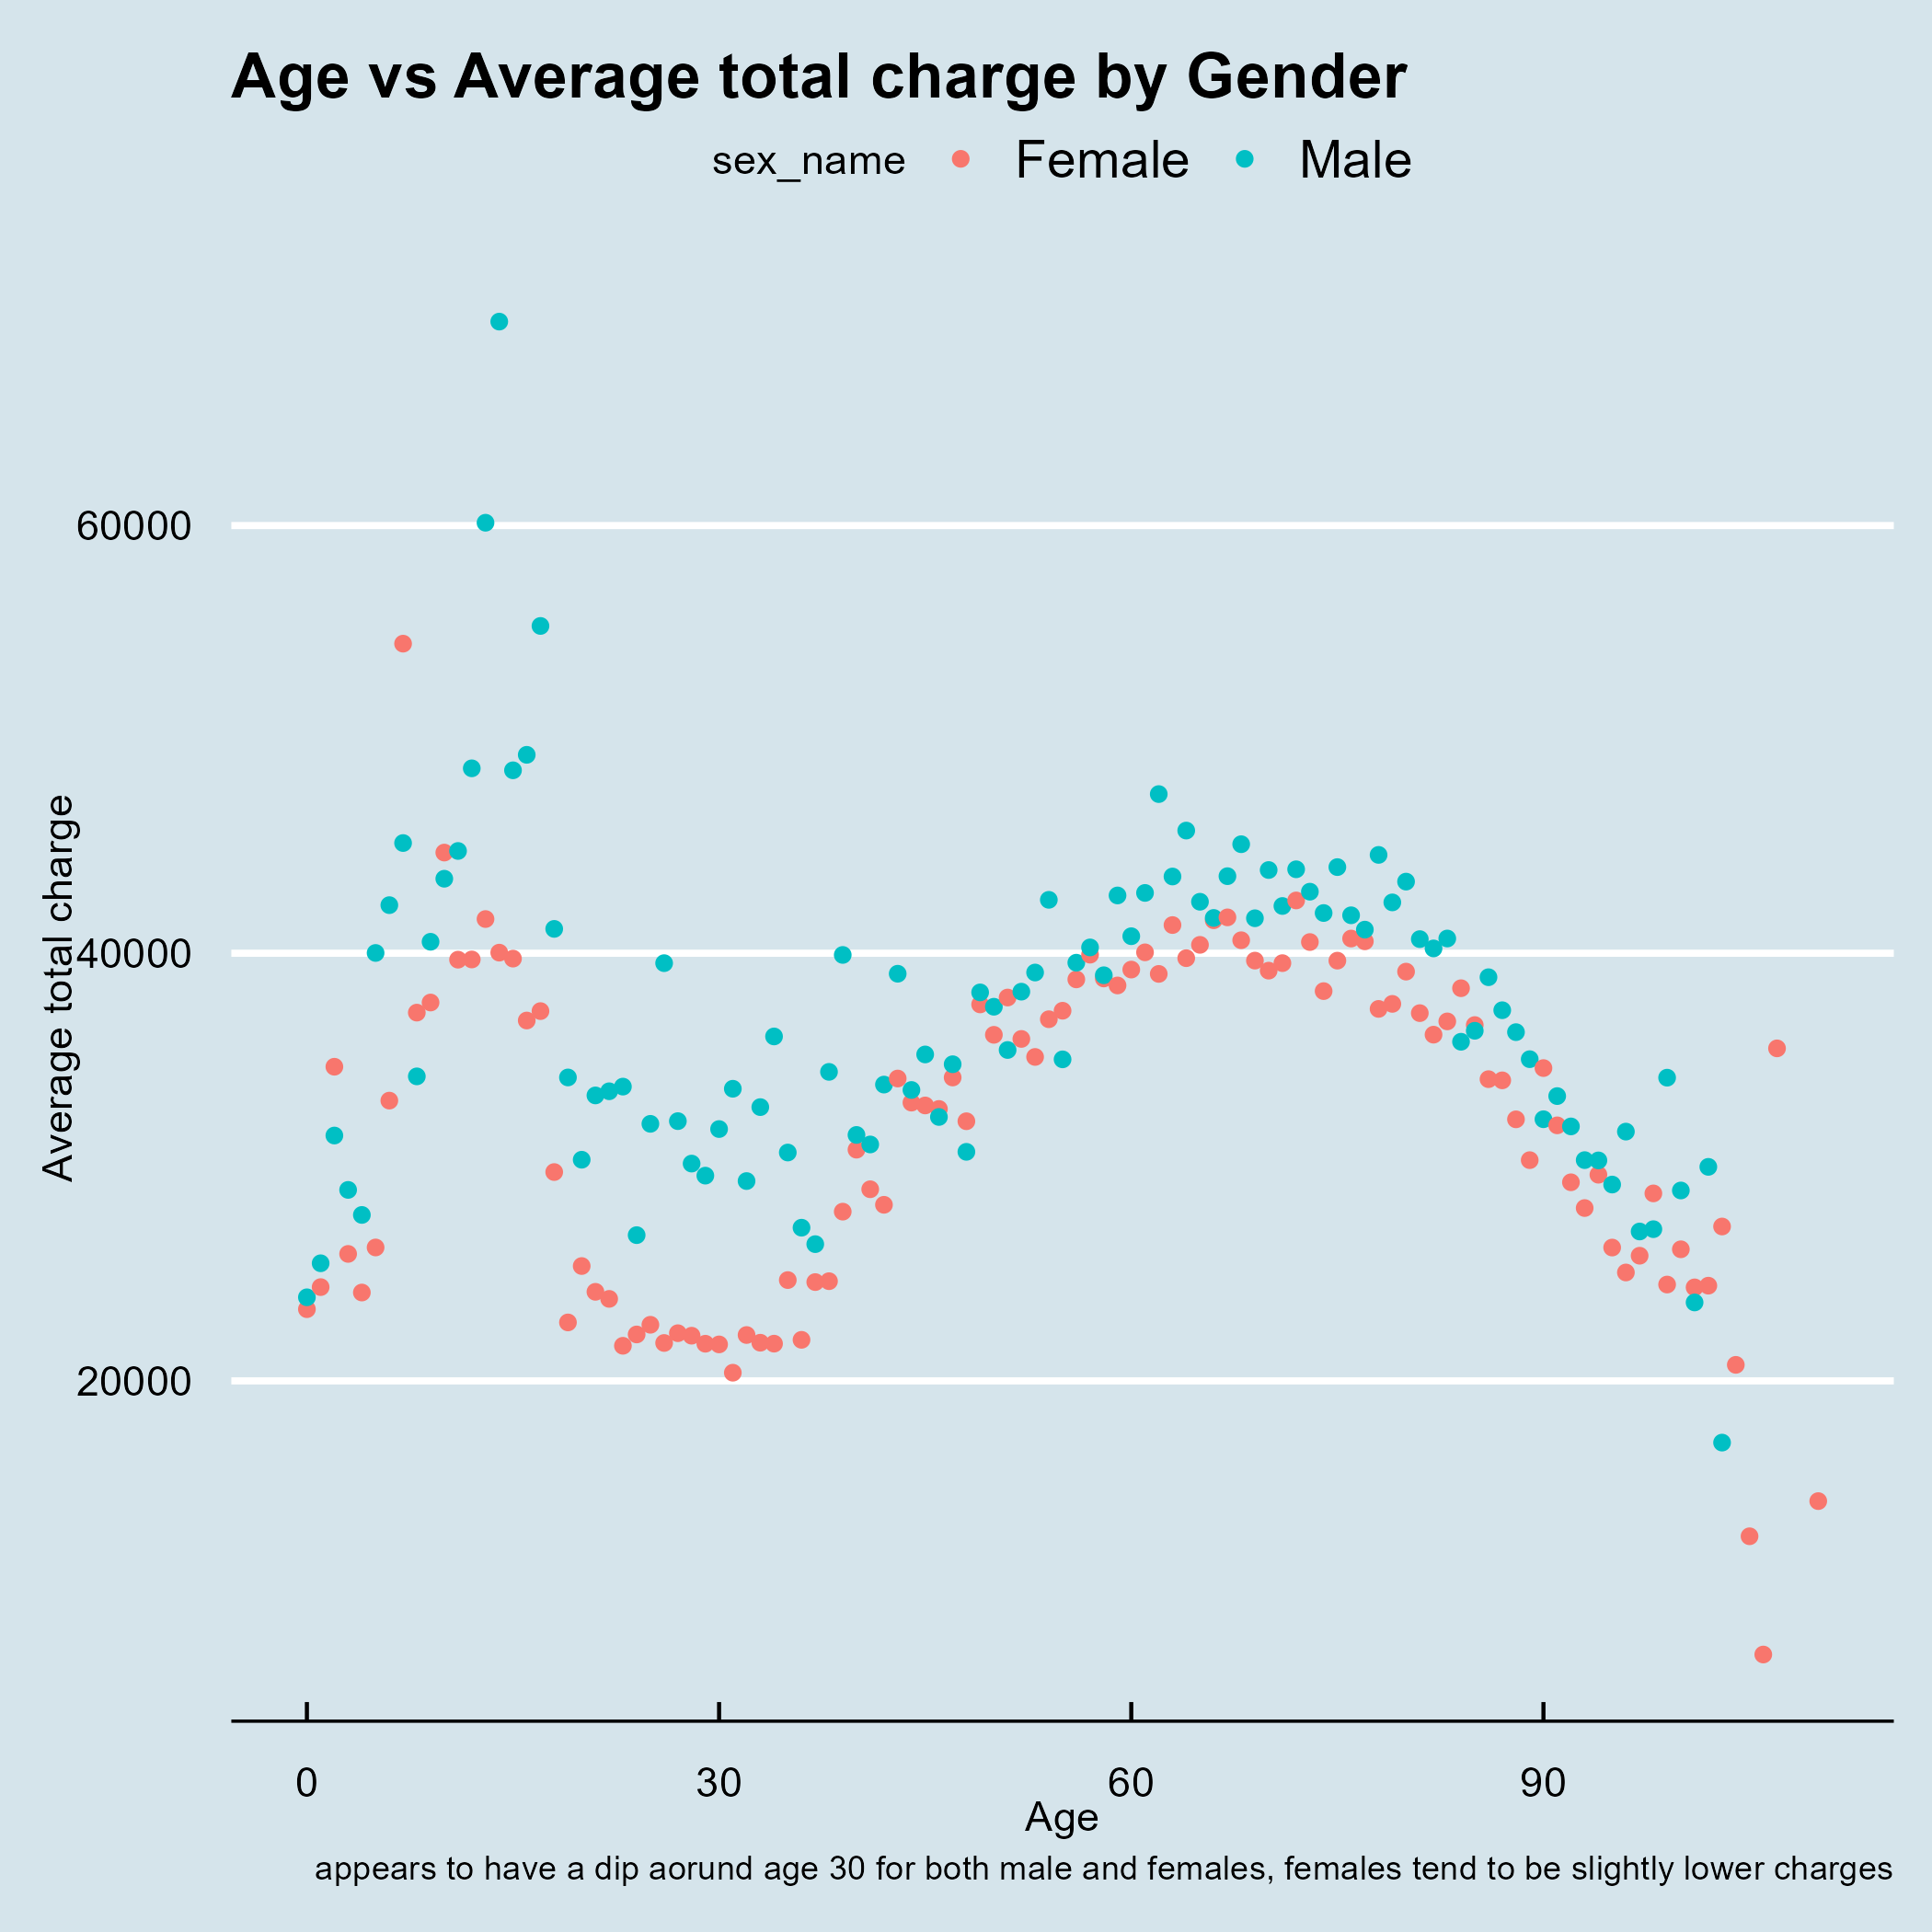 Age vs Average total charge by Gender
sex_name Female Male
Average total charge
60000
40000
20000
0 30 60 90
Age
appears to have a dip aorund age 30 for both male and females, females tend to be slightly lower charges